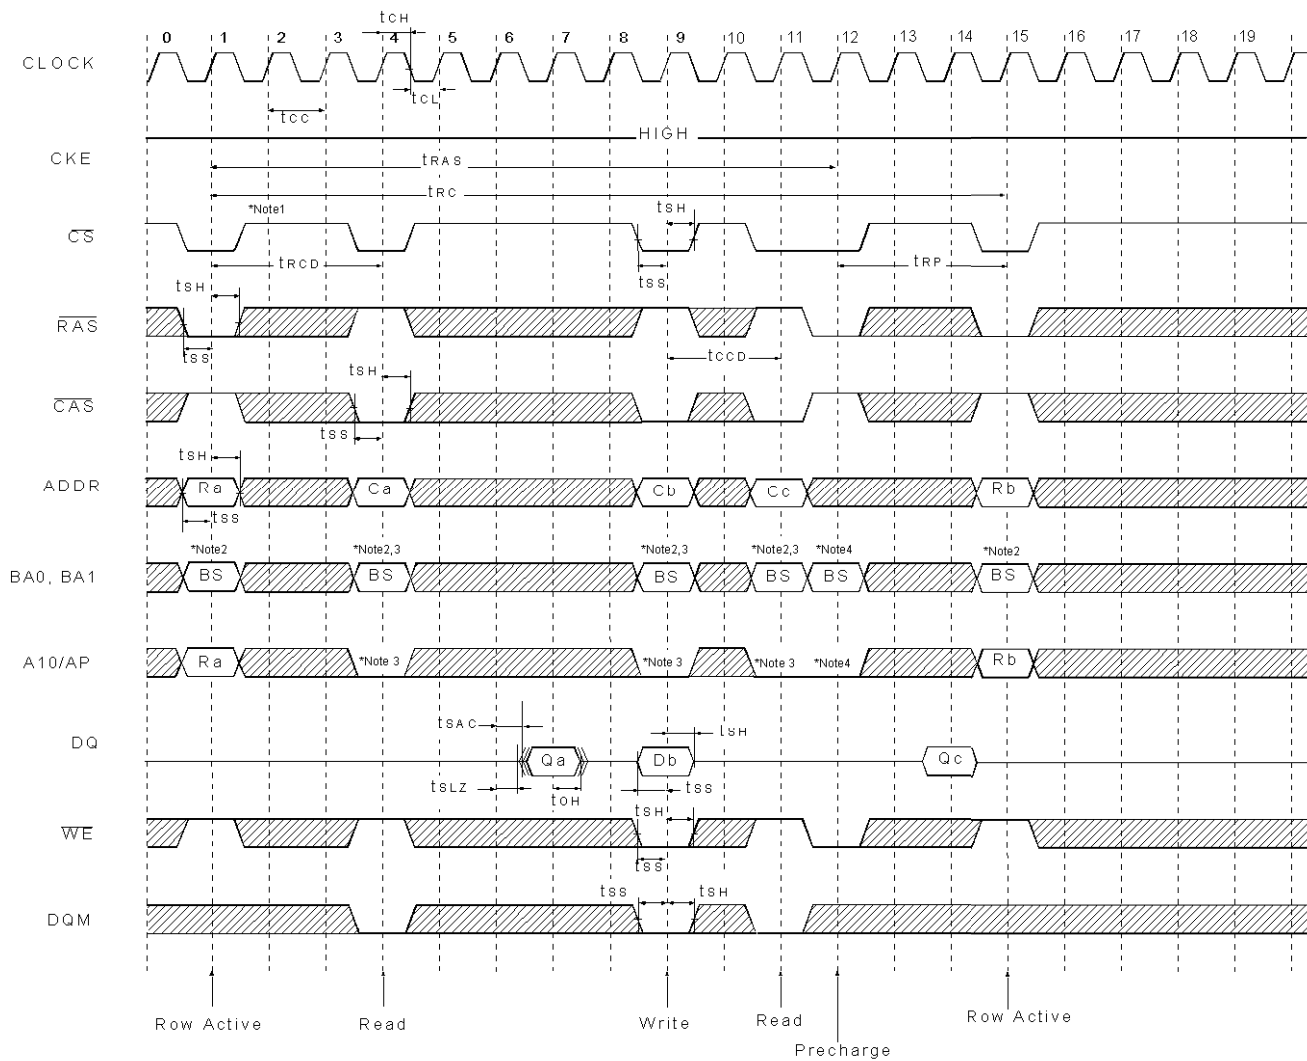 tCH
0 1 2 3 4 5 6 7 8 9 10 11 12 13 14 15 16 17 18 19
CLOCK
tCL
tCC
HIGH
CKE
tRAS
tRC
*Note1
tSH
CS
tRCD
tRP
tSS
tSH
RAS
tSS
tCCD
tSH
CAS
tSS
tSH
ADDR
Ra Ca Cb Cc Rb
tSS
*Note2 *Note2,3 *Note2,3 *Note2,3 *Note4 *Note2
BA0, BA1
BS BS BS BS BS BS
A10/AP
Ra *Note 3 *Note 3 *Note 3 *Note4 Rb
tSAC
tSH
DQ
Qa Db Qc
tSLZ
tSS
tOH
tSH
WE
tSS
tSS
tSH
DQM
Row Active Read Write Read Row Active
Precharge